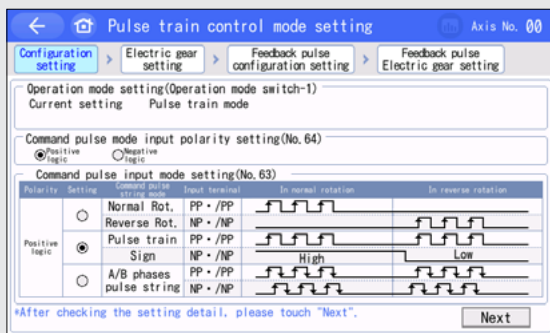 Pulse train control mode setting
Axis No. 00
Configuration setting > Electric gear setting > Feedback pulse configuration setting > Feedback pulse Electric gear setting
Operation mode setting(Operation mode switch-1)
Current setting Pulse train mode
Command pulse mode input polarity setting(No.64)
Positive logic Negative logic
Command pulse input mode setting(No.63)
Polarity Setting Command pulse string mode Input terminal In normal rotation In reverse rotation
Positive logic
Normal Rot. PP・/PP
Reverse Rot. NP・/NP
Pulse train PP・/PP
Sign NP・/NP High Low
A/B phases pulse string PP・/PP
NP・/NP
*After checking the setting detail, please touch "Next".
Next